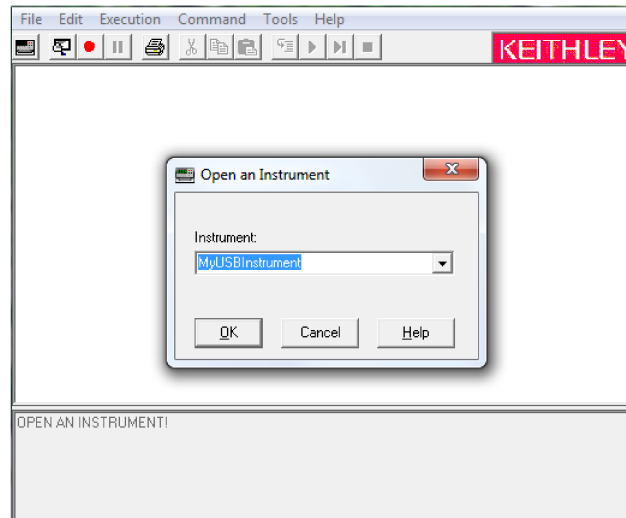 File Edit Execution Command Tools Help
KEITHLEY
Open an Instrument
Instrument:
MyUSBInstrument
OK Cancel Help
OPEN AN INSTRUMENT!